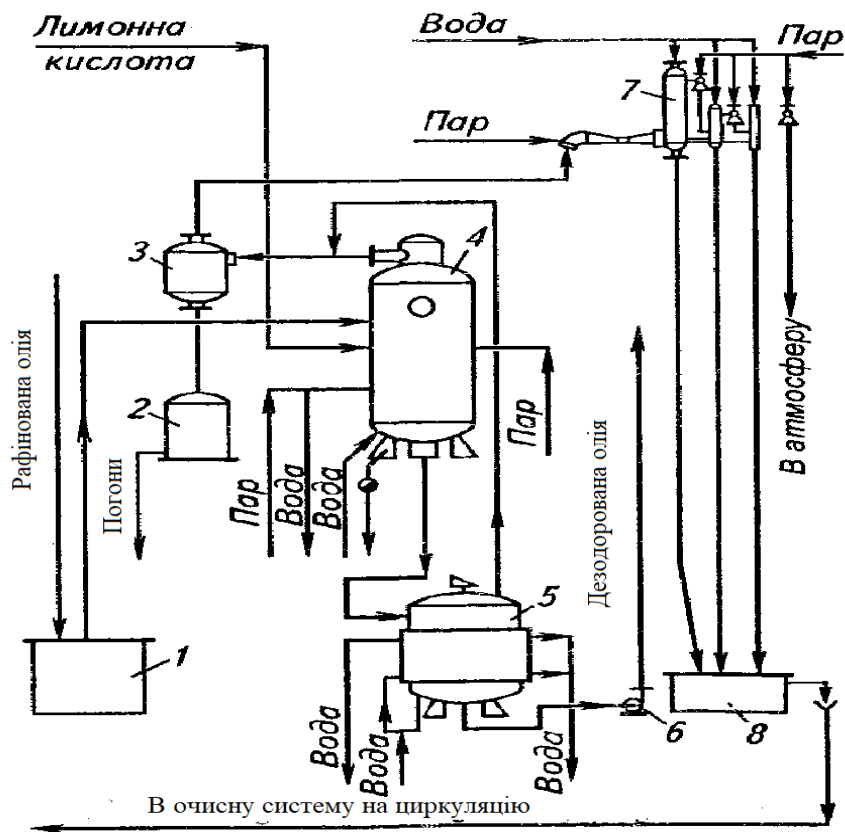 Лимонна
кислота
Вода
Пар
7
Пар
3
4
В атмосферу
Рафінована олія
2
Погони
Пар
Вода
Вода
Пар
Дезодорована олія
5
1
6
8
Вода
Вода
Вода
В очисну систему на циркуляцію